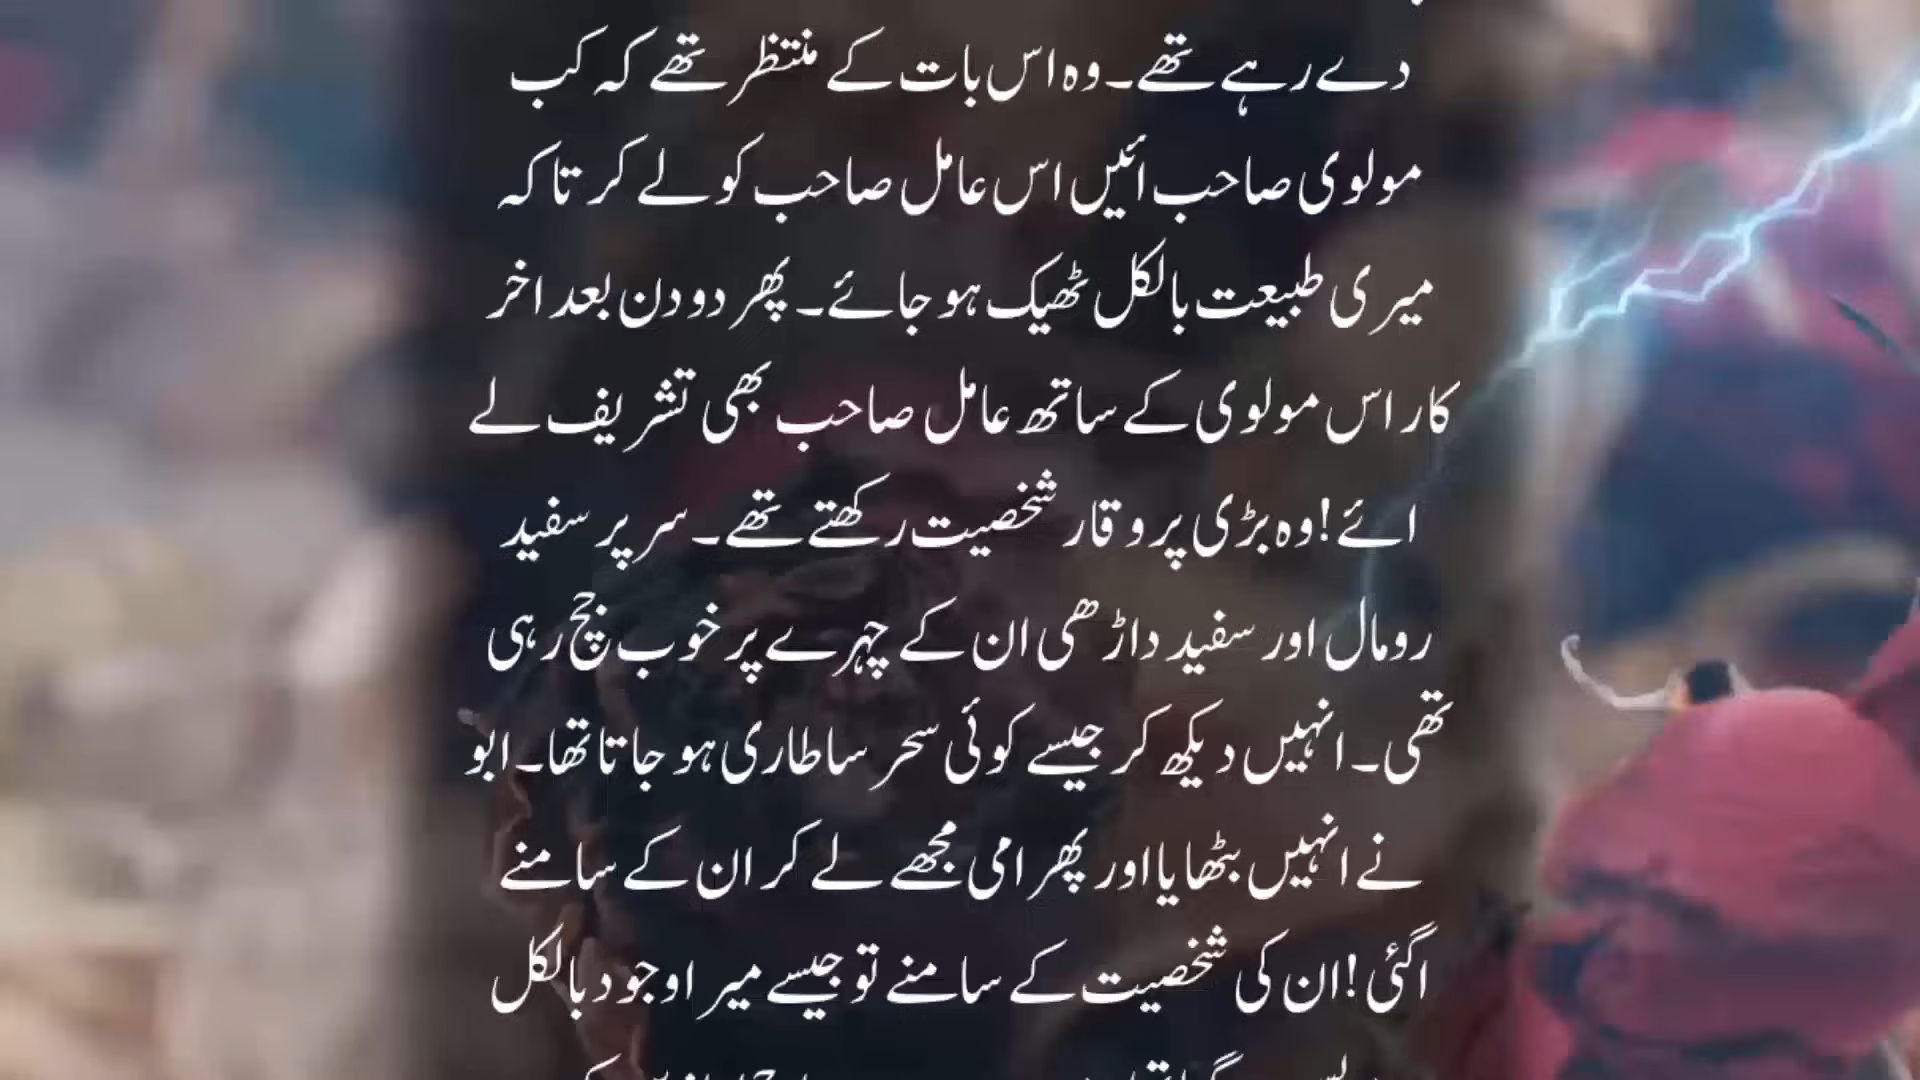 دے رہے تھے۔ وہ اس بات کے منتظر تھے کہ کب
مولوی صاحب ائیں اس عامل صاحب کو لے کر تاکہ
میری طبیعت بالکل ٹھیک ہو جائے۔ پھر دو دن بعد اخر
کار اس مولوی کے ساتھ عامل صاحب بھی تشریف لے
ائے! وہ بڑی پر وقار شخصیت رکھتے تھے۔ سر پر سفید
رومال اور سفید داڑھی ان کے چہرے پر خوب جچ رہی
تھی۔ انہیں دیکھ کر جیسے کوئی سحر ساطاری ہو جاتا تھا۔ ابو
نے انہیں بٹھایا اور پھر امی مجھے لے کر ان کے سامنے
اگئی! ان کی شخصیت کے سامنے تو جیسے میر اوجود بالکل